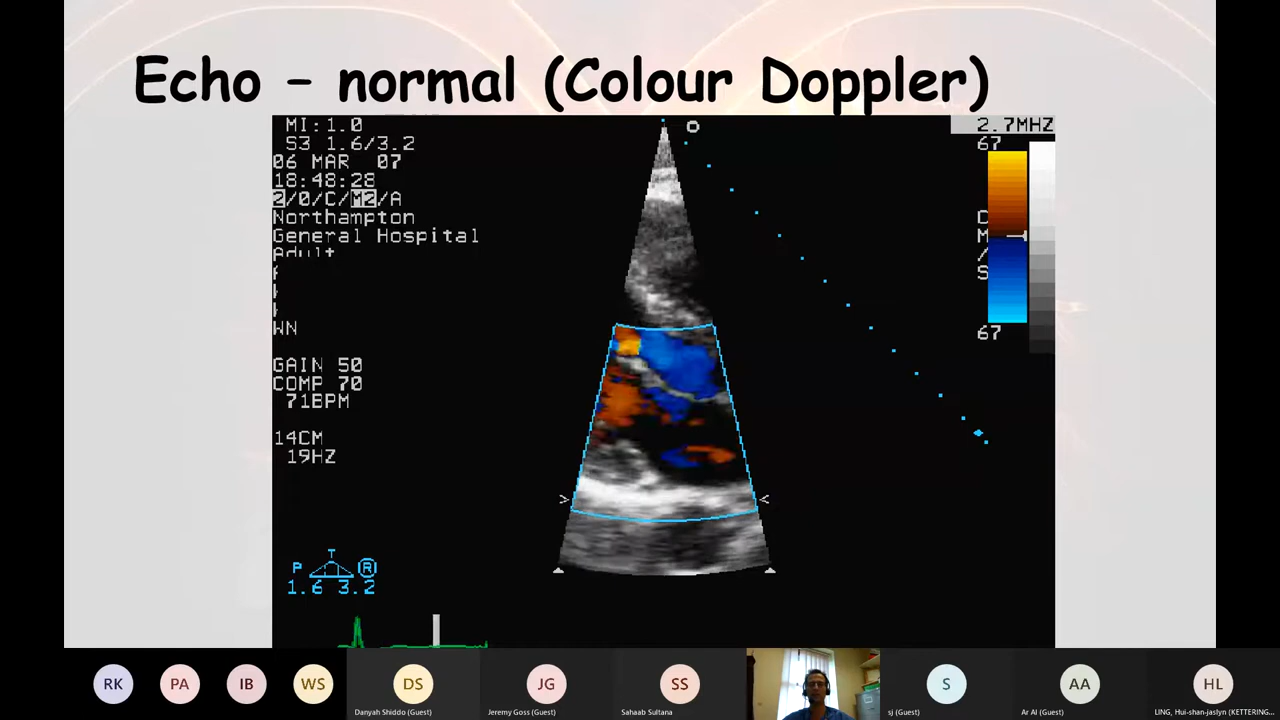 Echo – normal (Colour Doppler)
MI:1.0
S3 1.6/3.2
06 MAR 07
18:48:28
2/0/C/M2/A
Northampton
General Hospital
Adult
WN
GAIN 50
COMP 70
71BPM
14CM
19HZ
T
P R
1.6 3.2
2.7MHZ
67
C
M
/
S
67
RK
PA
IB
WS
DS
JG
SS
S
AA
HL
Danyah Shiddo (Guest)
Jeremy Goss (Guest)
Sahaab Sultana
sj (Guest)
Ar Al (Guest)
LING, Hui-shan-jaslyn (KETTERING...